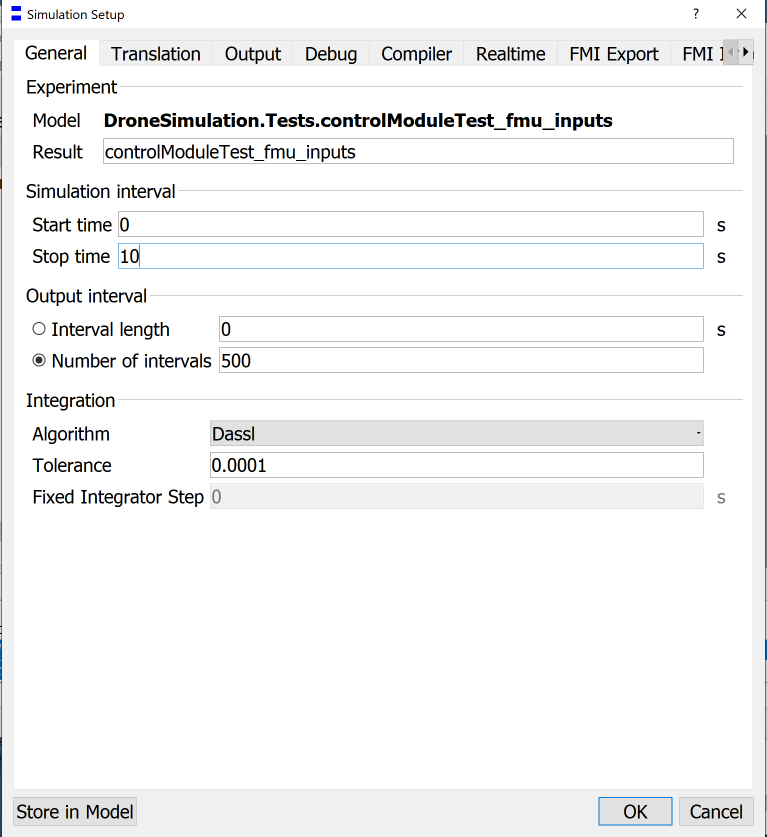 Simulation Setup ?
General Translation Output Debug Compiler Realtime FMI Export FMI
Experiment
Model DroneSimulation.Tests.controlModuleTest_fmu_inputs
Result controlModuleTest_fmu_inputs
Simulation interval
Start time 0 s
Stop time 10 s
Output interval
Interval length 0 s
Number of intervals 500
Integration
Algorithm Dassl
Tolerance 0.0001
Fixed Integrator Step 0 s
Store in Model OK Cancel